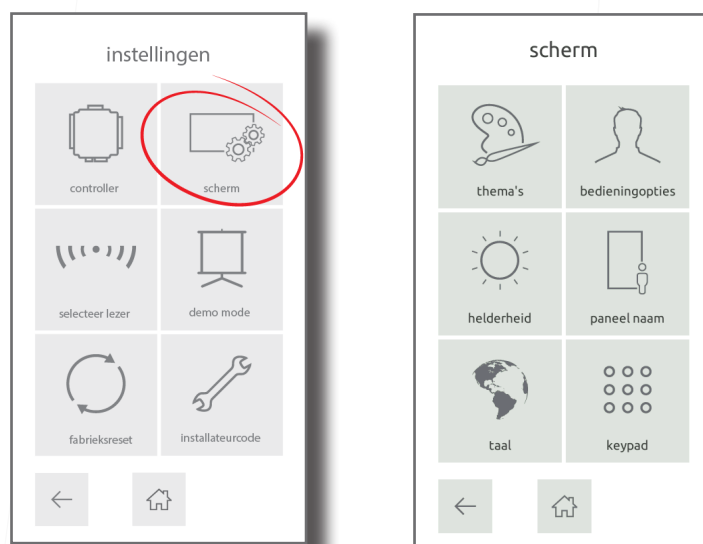 instellingen
controller
scherm
selecteer lezer
demo mode
fabrieksreset
installateurcode
scherm
thema's
bedieningopties
helderheid
paneel naam
taal
keypad